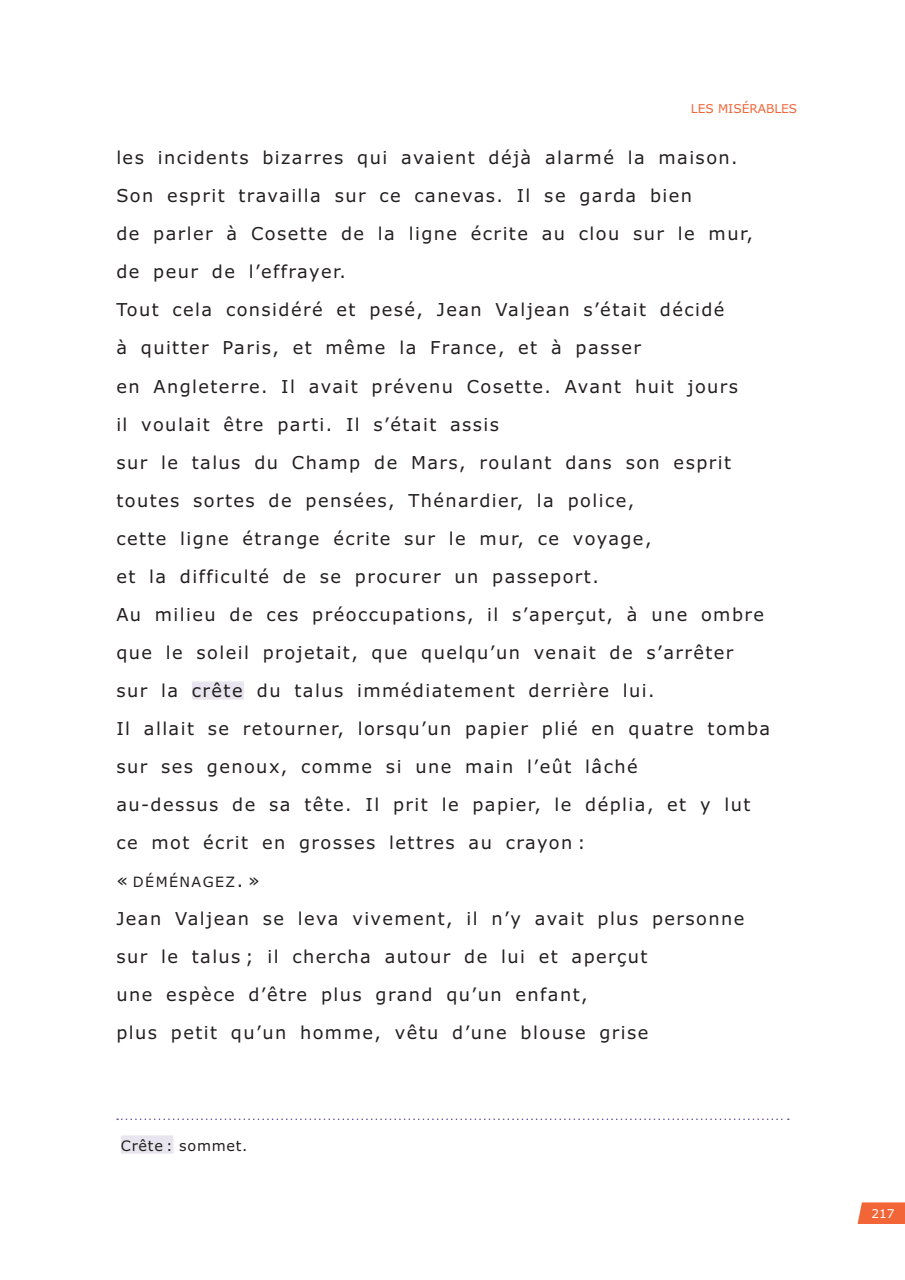 LES MISÉRABLES
les incidents bizarres qui avaient déjà alarmé la maison.
Son esprit travailla sur ce canevas. Il se garda bien
de parler à Cosette de la ligne écrite au clou sur le mur,
de peur de l’effrayer.
Tout cela considéré et pesé, Jean Valjean s’était décidé
à quitter Paris, et même la France, et à passer
en Angleterre. Il avait prévenu Cosette. Avant huit jours
il voulait être parti. Il s’était assis
sur le talus du Champ de Mars, roulant dans son esprit
toutes sortes de pensées, Thénardier, la police,
cette ligne étrange écrite sur le mur, ce voyage,
et la difficulté de se procurer un passeport.
Au milieu de ces préoccupations, il s’aperçut, à une ombre
que le soleil projetait, que quelqu’un venait de s’arrêter
sur la crête du talus immédiatement derrière lui.
Il allait se retourner, lorsqu’un papier plié en quatre tomba
sur ses genoux, comme si une main l’eût lâché
au-dessus de sa tête. Il prit le papier, le déplia, et y lut
ce mot écrit en grosses lettres au crayon :
« DÉMÉNAGEZ. »
Jean Valjean se leva vivement, il n’y avait plus personne
sur le talus ; il chercha autour de lui et aperçut
une espèce d’être plus grand qu’un enfant,
plus petit qu’un homme, vêtu d’une blouse grise
Crête : sommet.
217